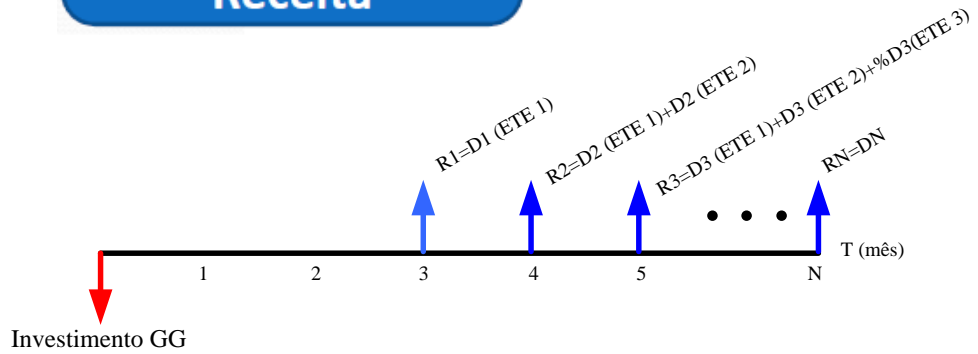 Receita
R1=D1 (ETE 1)
R2=D2 (ETE 1)+D2 (ETE 2)
R3=D3 (ETE 1)+D3 (ETE 2)+%D3(ETE 3)
RN=DN
T (mês)
1 2 3 4 5 N
Investimento GG